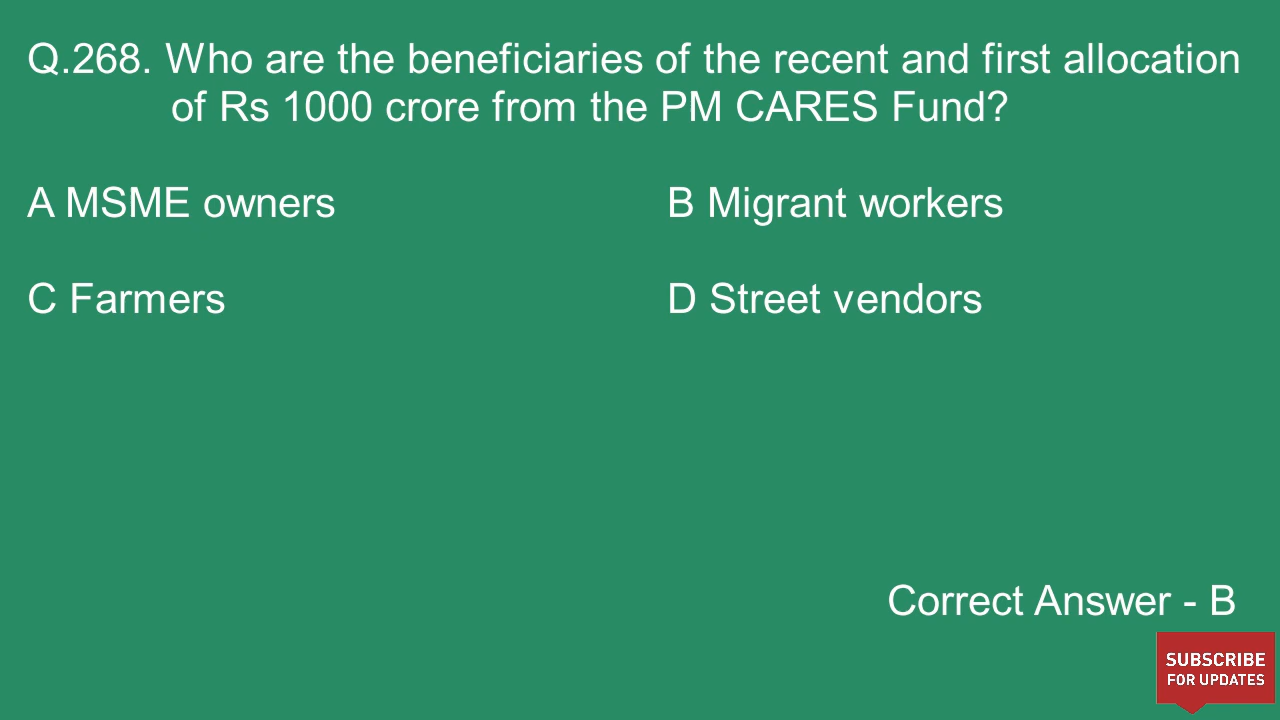 Q.268. Who are the beneficiaries of the recent and first allocation
of Rs 1000 crore from the PM CARES Fund?
A MSME owners B Migrant workers
C Farmers D Street vendors
Correct Answer - B
SUBSCRIBE
FOR UPDATES